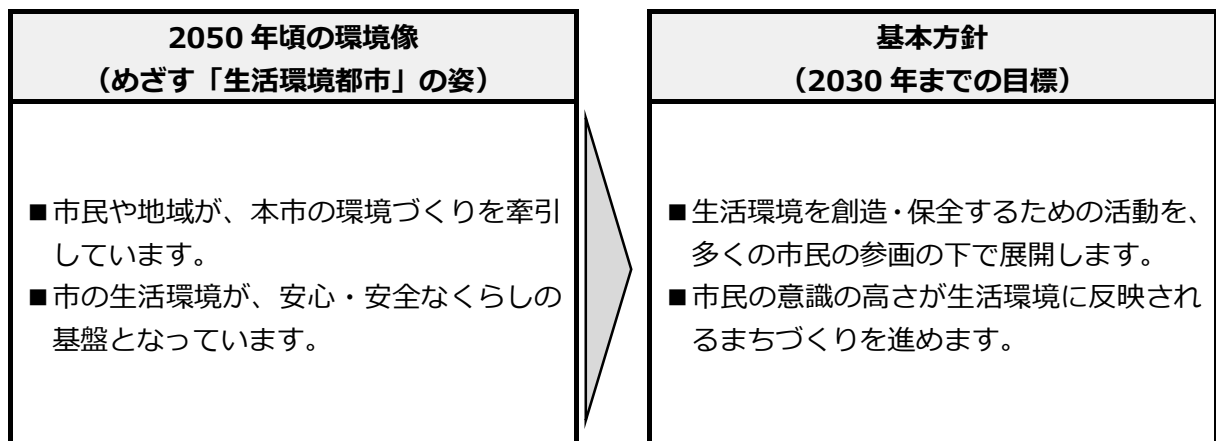 2050 年頃の環境像
（めざす「生活環境都市」の姿）
■市民や地域が、本市の環境づくりを牽引
しています。
■市の生活環境が、安心・安全なくらしの
基盤となっています。
基本方針
（2030 年までの目標）
■生活環境を創造・保全するための活動を、
多くの市民の参画の下で展開します。
■市民の意識の高さが生活環境に反映され
るまちづくりを進めます。